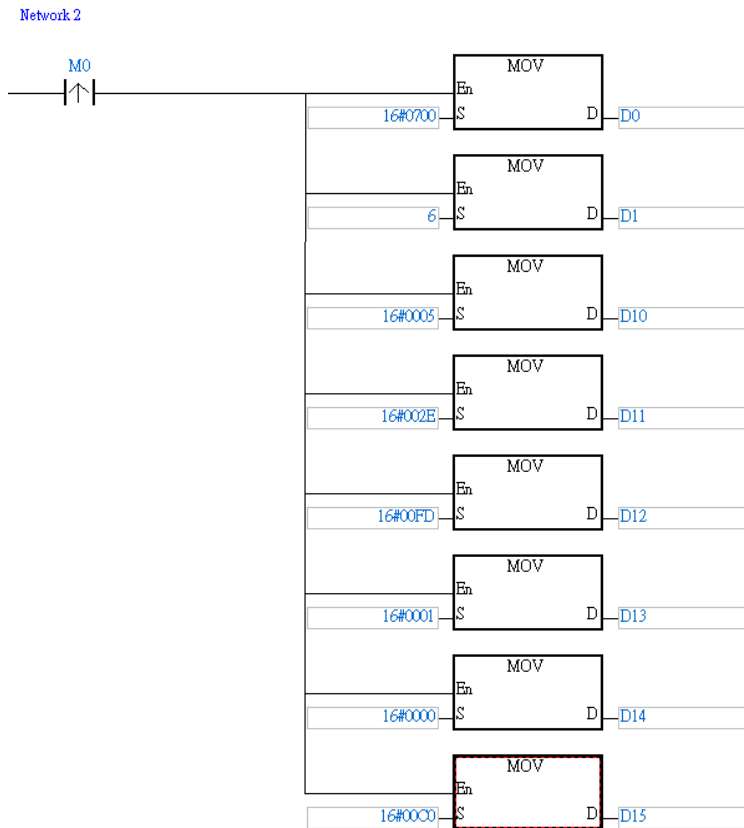 Network 2
M0
MOV
En
16#0700 S D D0
MOV
En
6 S D D1
MOV
En
16#0005 S D D10
MOV
En
16#002E S D D11
MOV
En
16#00FD S D D12
MOV
En
16#0001 S D D13
MOV
En
16#0000 S D D14
MOV
En
16#00C0 S D D15